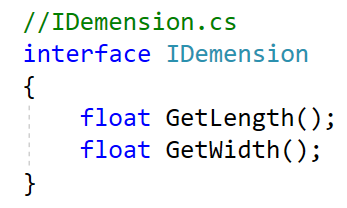 //IDemension.cs
interface IDemension
{
    float GetLength();
    float GetWidth();
}